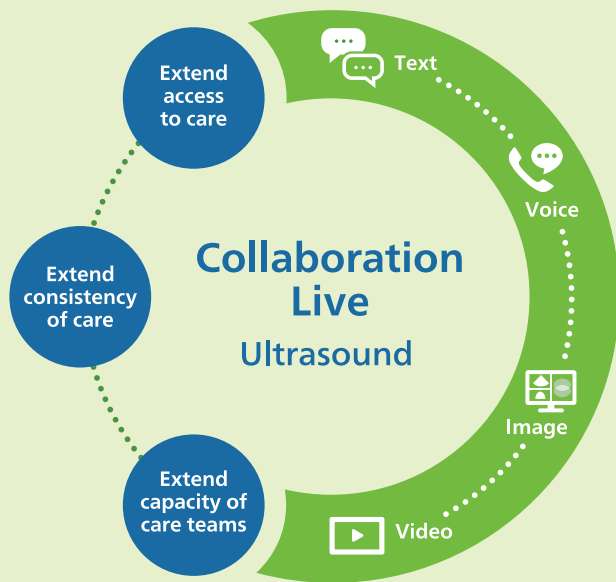 Extend
access
to care
Extend
consistency
of care
Extend
capacity of
care teams
Collaboration
Live
Ultrasound
Text
Voice
Image
Video